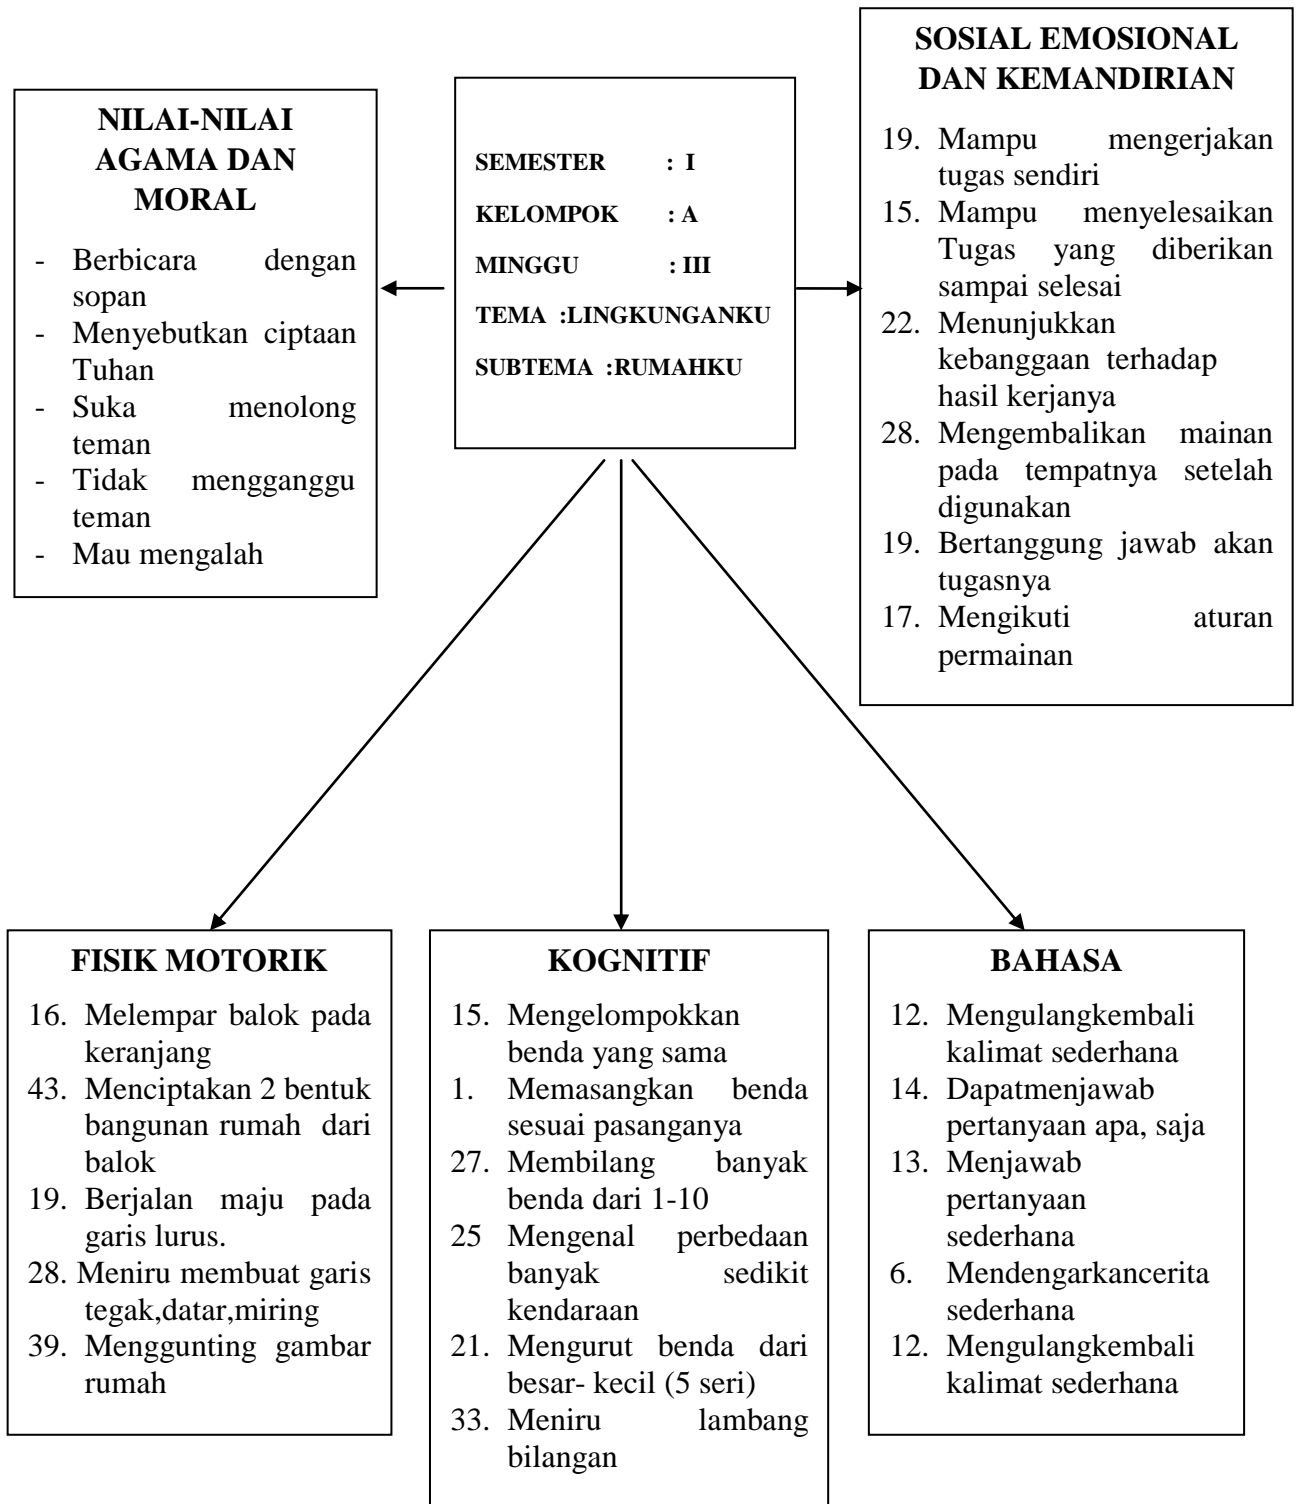 NILAI-NILAI
AGAMA DAN
MORAL
- Berbicara dengan
sopan
- Menyebutkan ciptaan
Tuhan
- Suka menolong
teman
- Tidak mengganggu
teman
- Mau mengalah
SEMESTER : I
KELOMPOK : A
MINGGU : III
TEMA :LINGKUNGANKU
SUBTEMA :RUMAHKU
SOSIAL EMOSIONAL
DAN KEMANDIRIAN
19. Mampu mengerjakan
tugas sendiri
15. Mampu menyelesaikan
Tugas yang diberikan
sampai selesai
22. Menunjukkan
kebanggaan terhadap
hasil kerjanya
28. Mengembalikan mainan
pada tempatnya setelah
digunakan
19. Bertanggung jawab akan
tugasnya
17. Mengikuti aturan
permainan
FISIK MOTORIK
16. Melempar balok pada
keranjang
43. Menciptakan 2 bentuk
bangunan rumah dari
balok
19. Berjalan maju pada
garis lurus.
28. Meniru membuat garis
tegak,datar,miring
39. Menggunting gambar
rumah
KOGNITIF
15. Mengelompokkan
benda yang sama
1. Memasangkan benda
sesuai pasanganya
27. Membilang banyak
benda dari 1-10
25 Mengenal perbedaan
banyak sedikit
kendaraan
21. Mengurut benda dari
besar- kecil (5 seri)
33. Meniru lambang
bilangan
BAHASA
12. Mengulangkembali
kalimat sederhana
14. Dapatmenjawab
pertanyaan apa, saja
13. Menjawab
pertanyaan
sederhana
6. Mendengarkancerita
sederhana
12. Mengulangkembali
kalimat sederhana